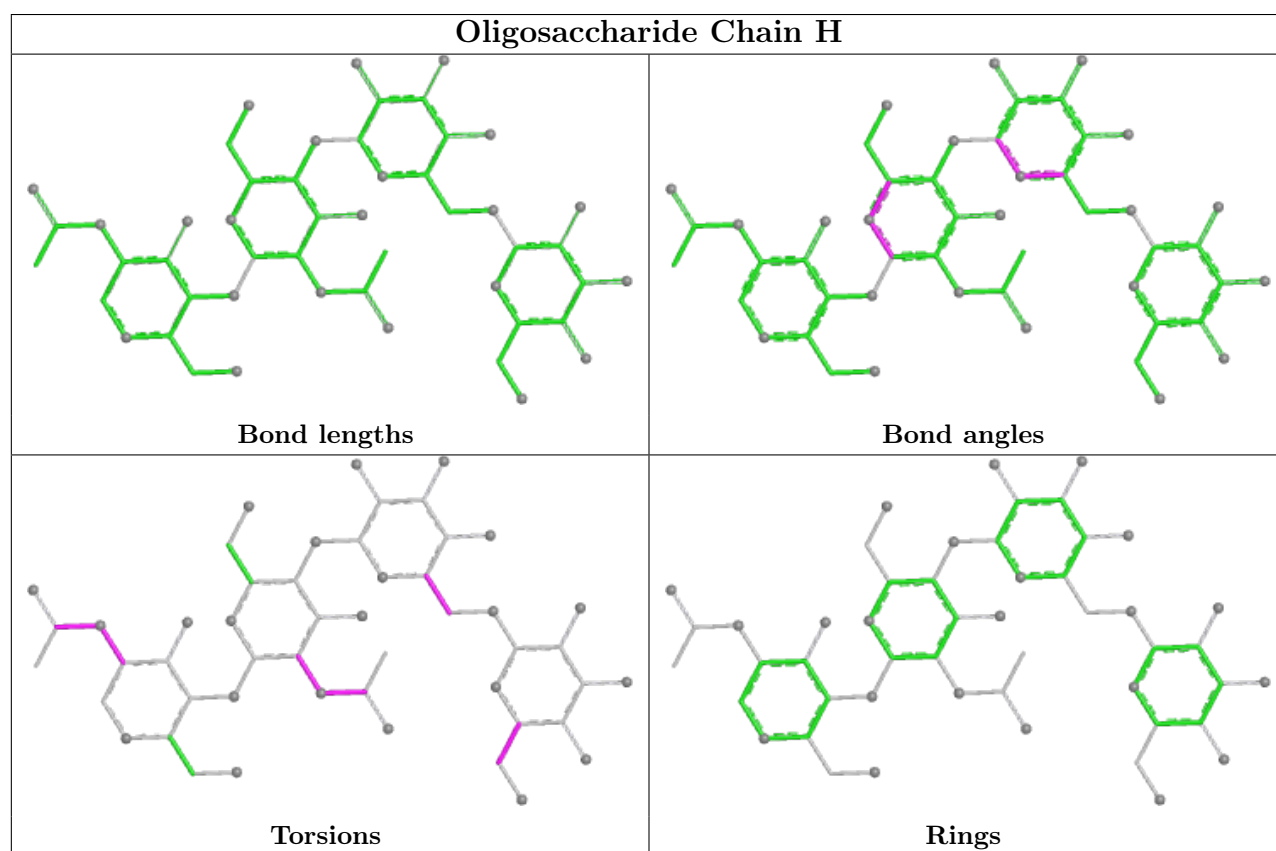 Oligosaccharide Chain H
Bond lengths
Bond angles
Torsions
Rings